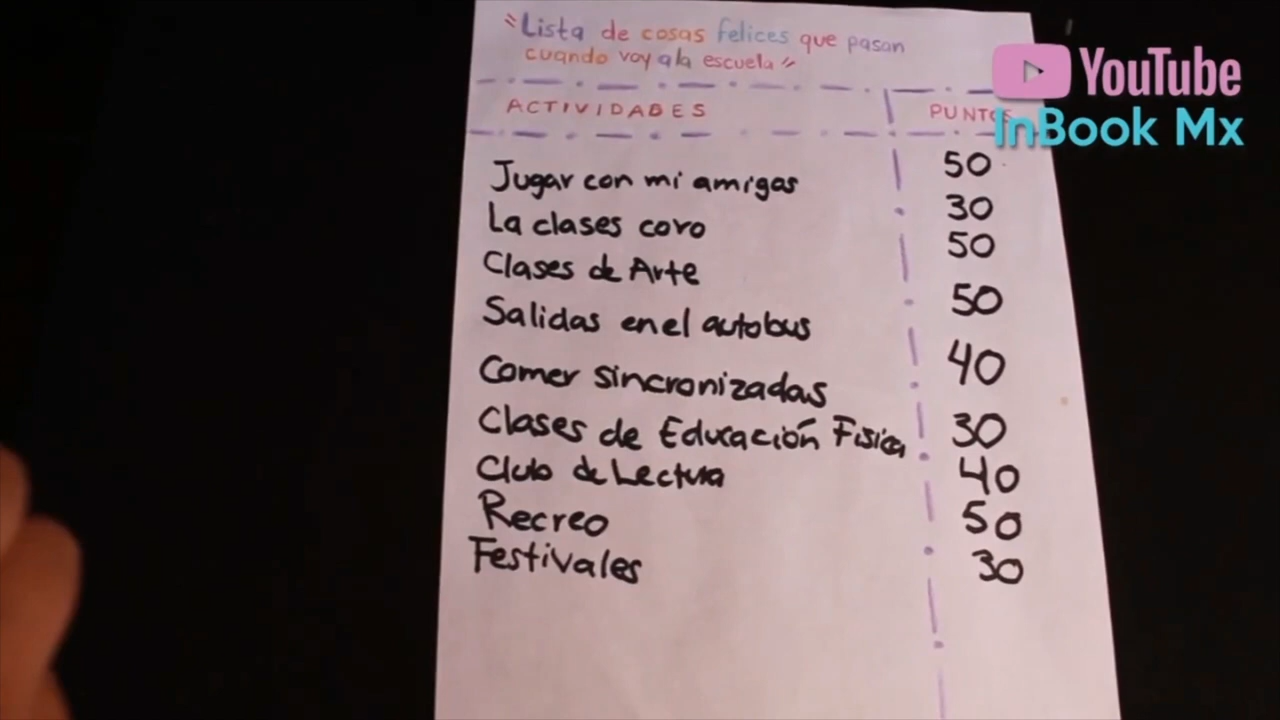 "Lista de cosas felices que pasan
cuando voy a la escuela"
ACTIVIDABES PUNTOS
Jugar con mi amigas 50
La clases coro 30
Clases de Arte 50
Salidas en el autobus 50
Comer sincronizadas 40
Clases de Educación Fisica 30
Club de Lectura 40
Recreo 50
Festivales 30
YouTube
InBook Mx